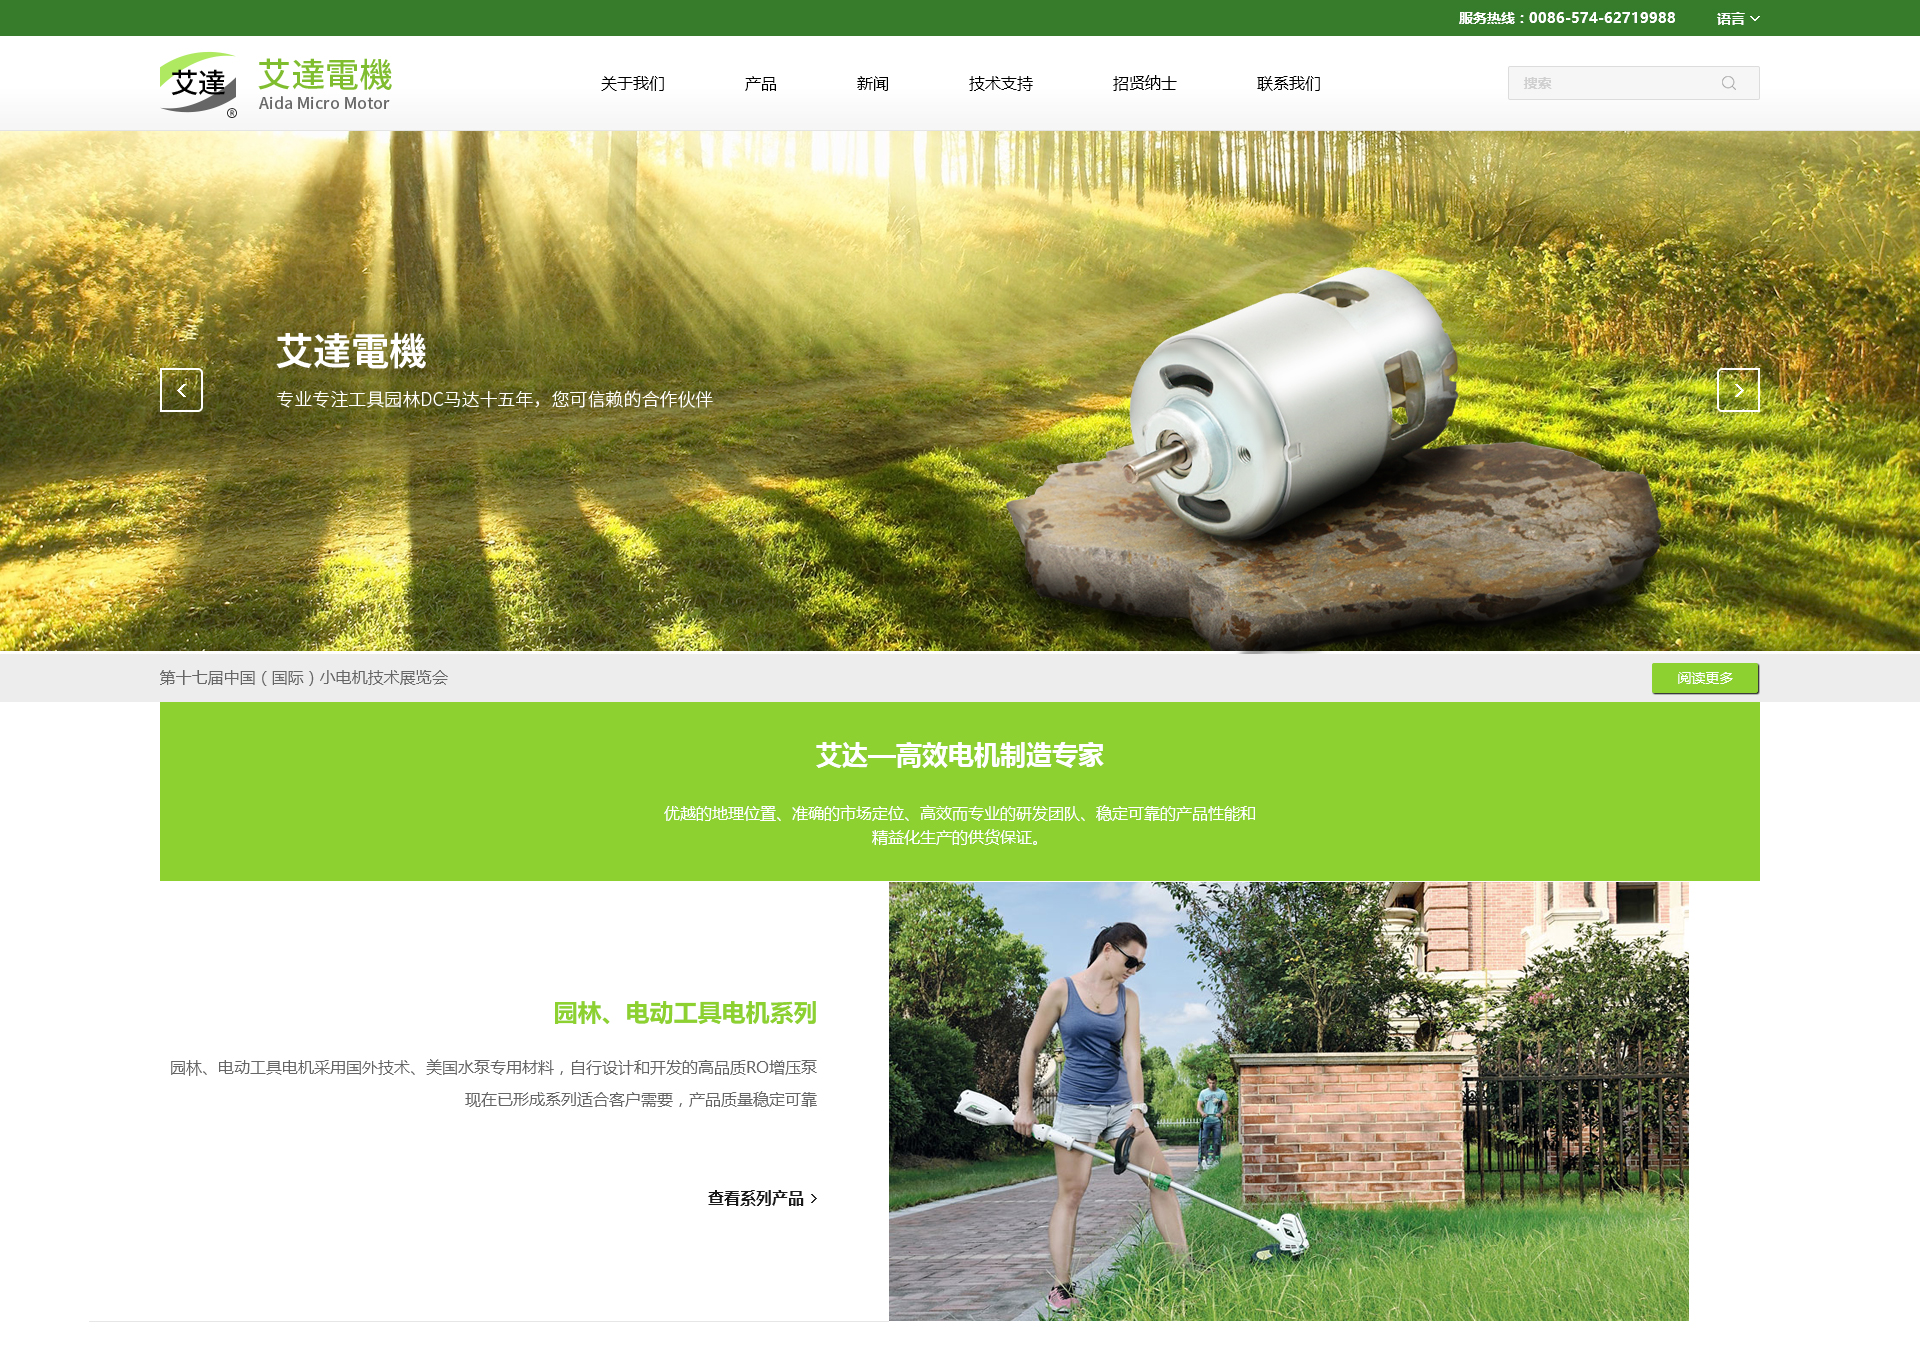 服务热线：0086-574-62719988
语言
艾達
®
艾達電機
Aida Micro Motor
关于我们
产品
新闻
技术支持
招贤纳士
联系我们
搜索
艾達電機
专业专注工具园林DC马达十五年，您可信赖的合作伙伴
第十七届中国（国际）小电机技术展览会
阅读更多
艾达—高效电机制造专家
优越的地理位置、准确的市场定位、高效而专业的研发团队、稳定可靠的产品性能和
精益化生产的供货保证。
园林、电动工具电机系列
园林、电动工具电机采用国外技术、美国水泵专用材料，自行设计和开发的高品质RO增压泵
现在已形成系列适合客户需要，产品质量稳定可靠
查看系列产品